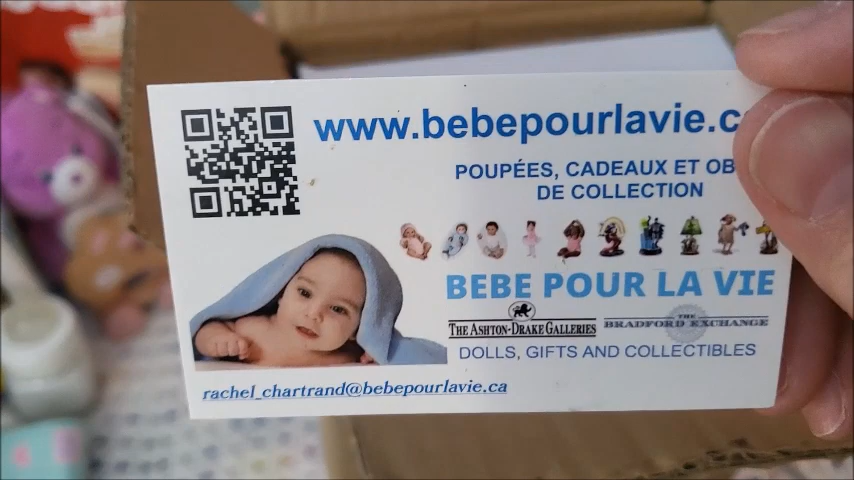 www.bebepourlavie.c
POUPÉES, CADEAUX ET OB
DE COLLECTION
BEBE POUR LA VIE
THE ASHTON-DRAKE GALLERIES
THE BRADFORD EXCHANGE
DOLLS, GIFTS AND COLLECTIBLES
rachel_chartrand@bebepourlavie.ca